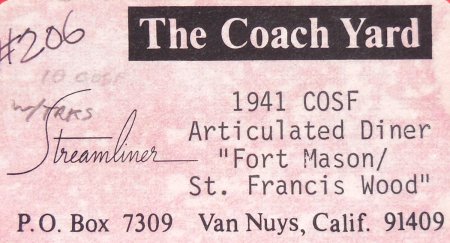 #206
The Coach Yard
10 COSF
w/TRKS
1941 COSF
Articulated Diner
"Fort Mason/
St. Francis Wood"
Streamliner
P.O. Box 7309 Van Nuys, Calif. 91409